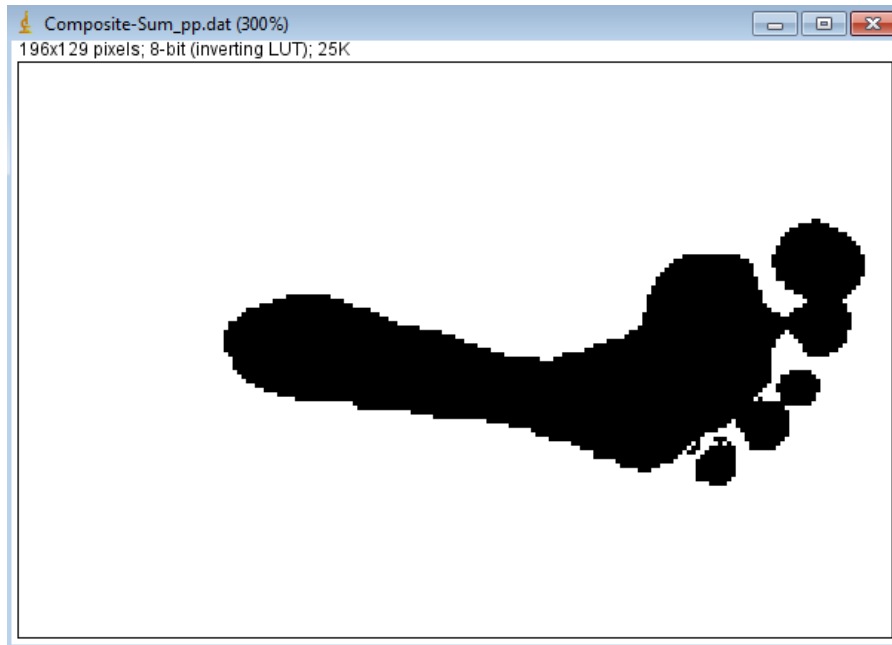 Composite-Sum_pp.dat (300%)
196x129 pixels; 8-bit (inverting LUT); 25K